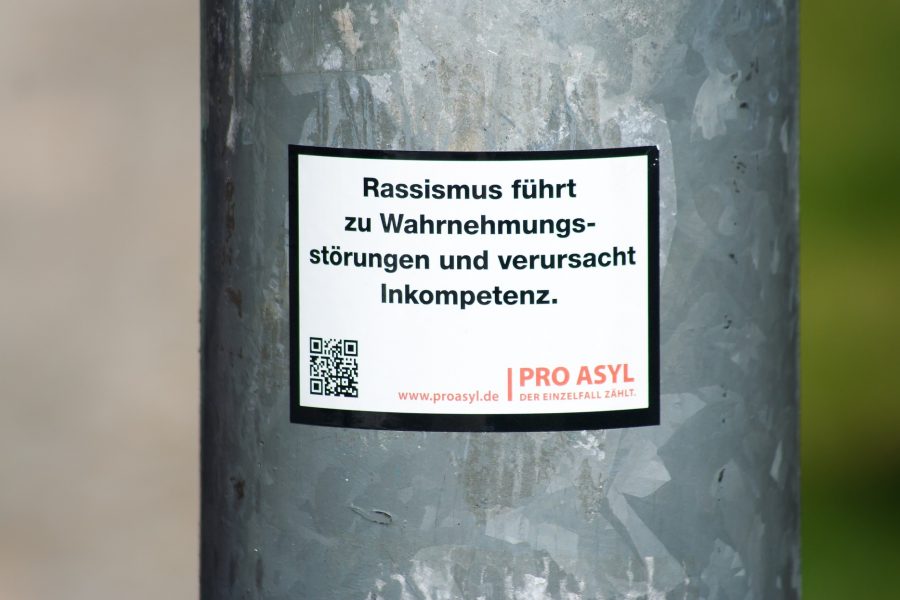 Rassismus führt
zu Wahrnehmungs-
störungen und verursacht
Inkompetenz.
www.proasyl.de
PRO ASYL
DER EINZELFALL ZÄHLT.